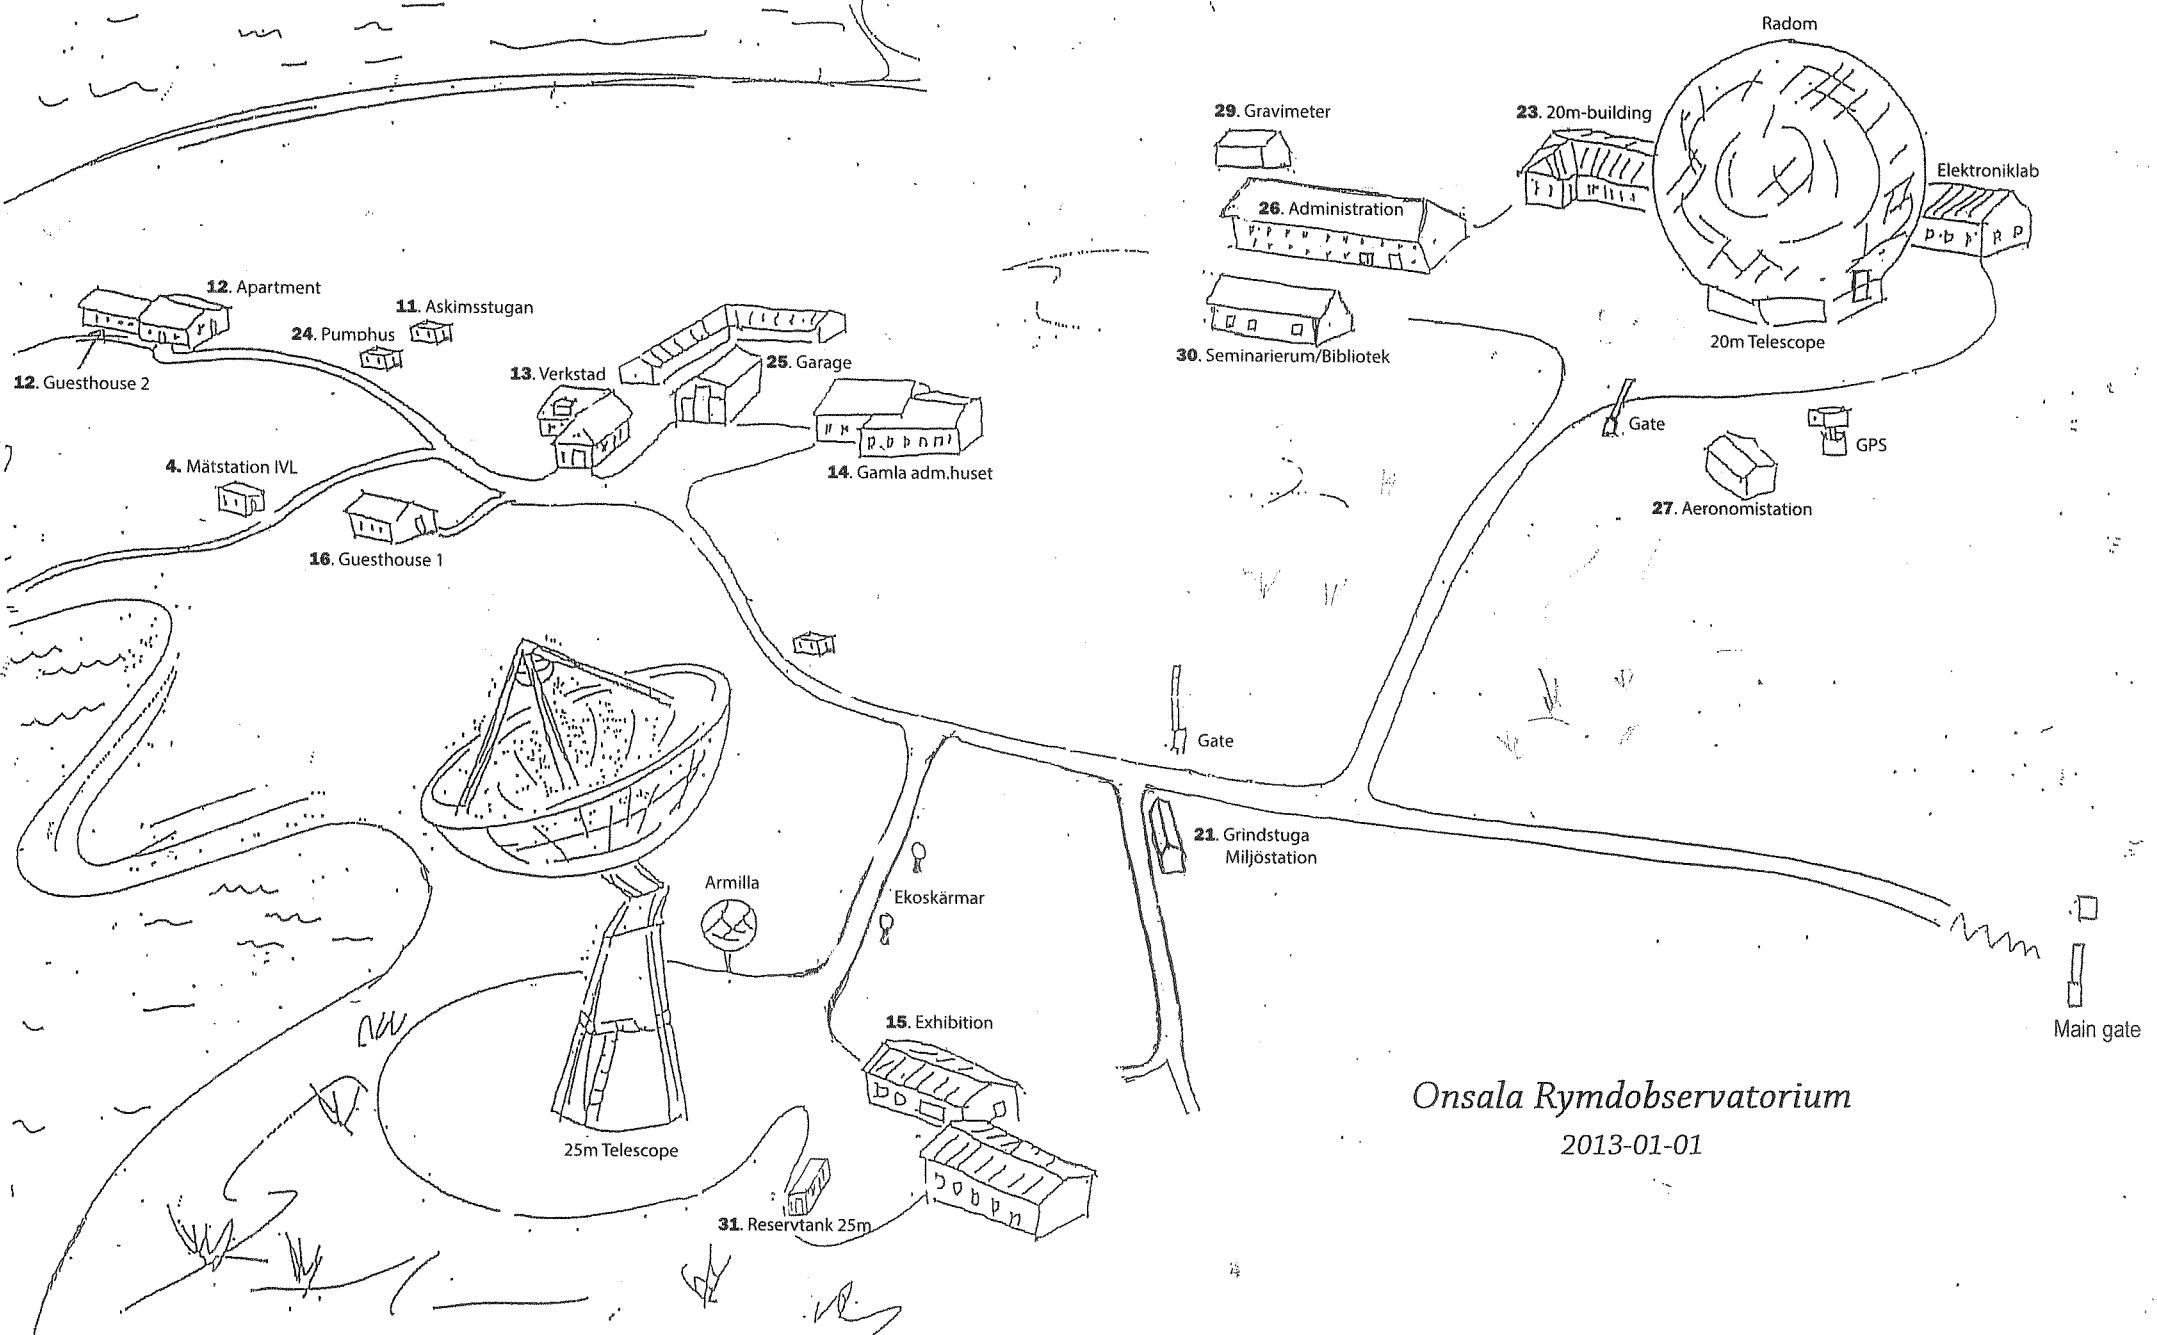 Radom
29. Gravimeter
23. 20m-building
Elektroniklab
26. Administration
12. Apartment
11. Askimsstugan
24. Pumphus
20m Telescope
30. Seminarierum/Bibliotek
25. Garage
13. Verkstad
12. Guesthouse 2
Gate
GPS
4. Mätstation IVL
14. Gamla adm.huset
27. Aeronomistation
16. Guesthouse 1
Gate
21. Grindstuga
Miljöstation
Armilla
Ekoskärmar
15. Exhibition
Main gate
Onsala Rymdobservatorium
2013-01-01
25m Telescope
31. Reservtank 25m